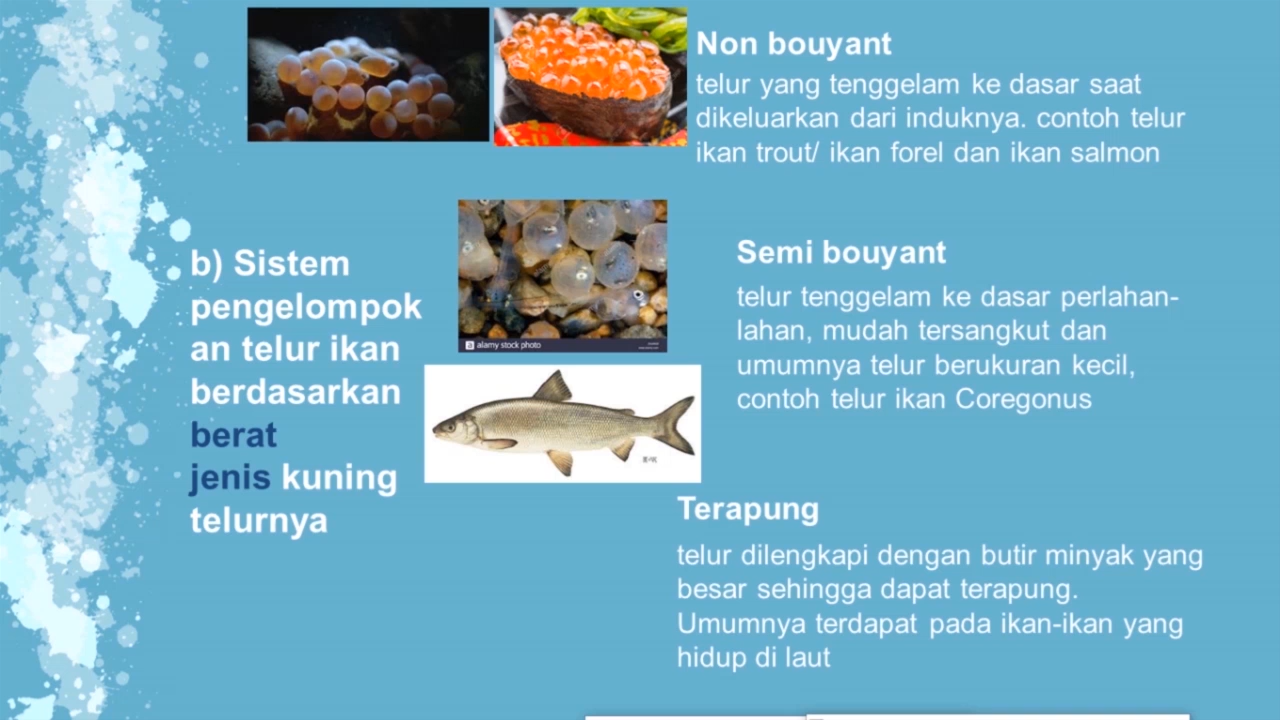 Non bouyant
telur yang tenggelam ke dasar saat
dikeluarkan dari induknya. contoh telur
ikan trout/ ikan forel dan ikan salmon
b) Sistem
pengelompok
an telur ikan
berdasarkan
berat
jenis kuning
telurnya
alamy stock photo
Semi bouyant
telur tenggelam ke dasar perlahan-
lahan, mudah tersangkut dan
umumnya telur berukuran kecil,
contoh telur ikan Coregonus
Terapung
telur dilengkapi dengan butir minyak yang
besar sehingga dapat terapung.
Umumnya terdapat pada ikan-ikan yang
hidup di laut